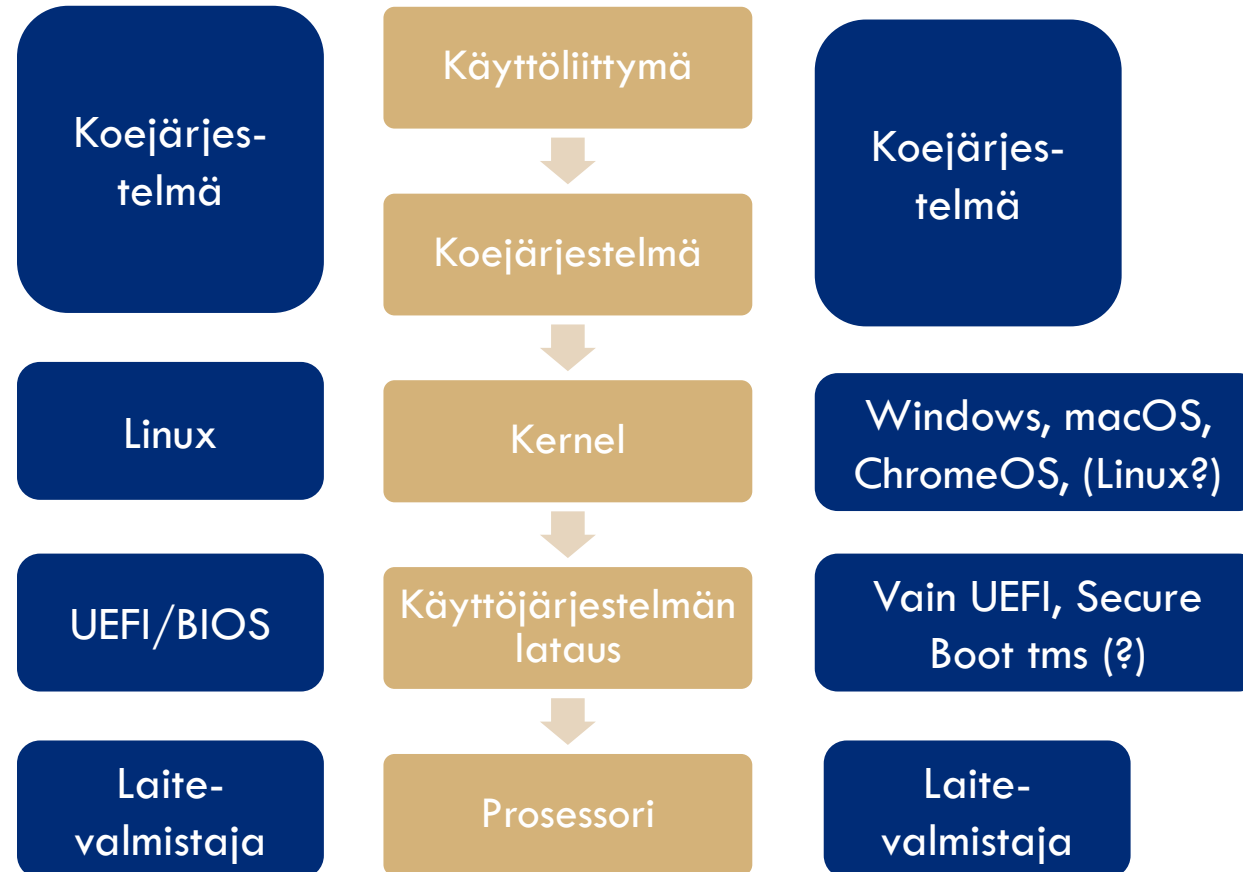 Koejärjes-
telmä
Käyttöliittymä
Koejärjestelmä
Koejärjes-
telmä
Linux
Kernel
Windows, macOS,
ChromeOS, (Linux?)
UEFI/BIOS
Käyttöjärjestelmän
lataus
Vain UEFI, Secure
Boot tms (?)
Laite-
valmistaja
Prosessori
Laite-
valmistaja